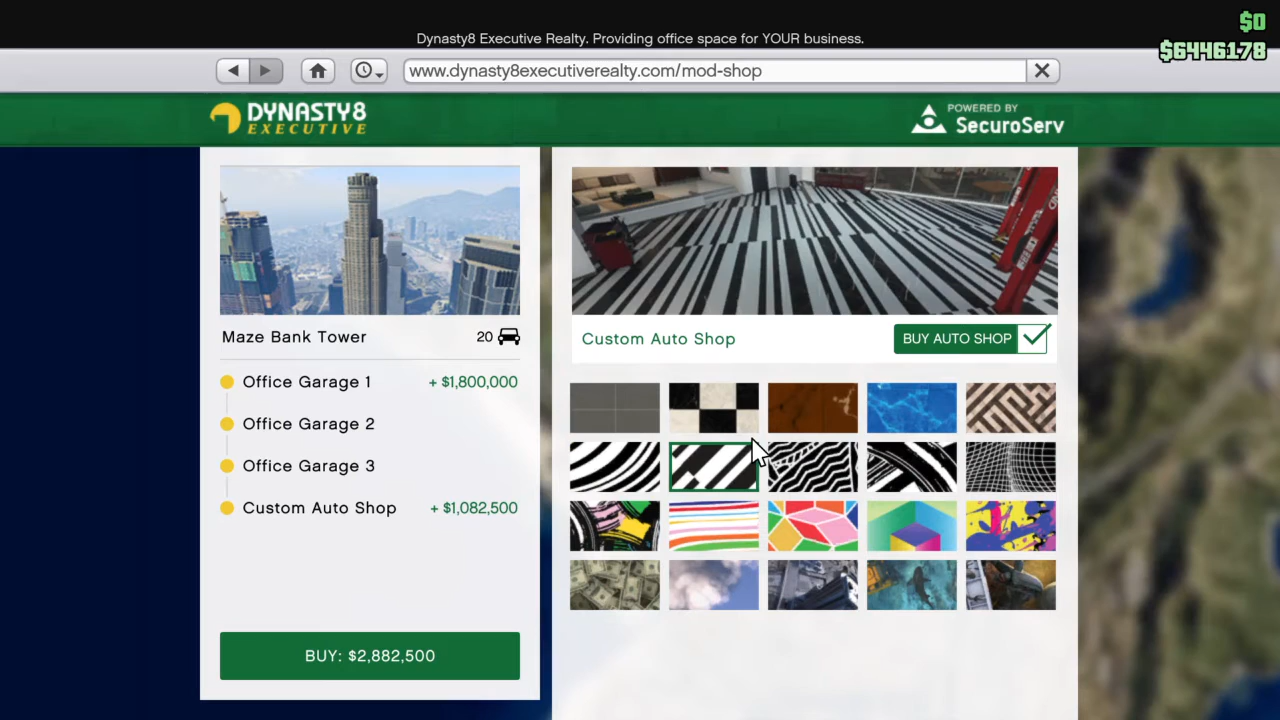 $0
Dynasty8 Executive Realty. Providing office space for YOUR business.
$6446178
www.dynasty8executiverealty.com/mod-shop
DYNASTY8
EXECUTIVE
POWERED BY
SecuroServ
Maze Bank Tower
20
Office Garage 1
+ $1,800,000
Office Garage 2
Office Garage 3
Custom Auto Shop
+ $1,082,500
BUY: $2,882,500
Custom Auto Shop
BUY AUTO SHOP